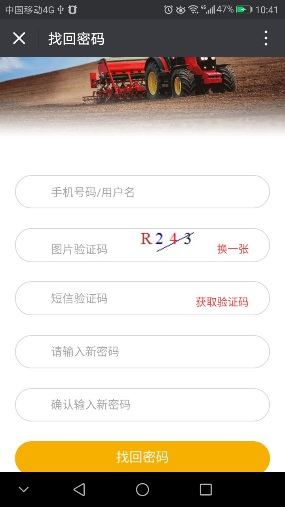 中国移动4G 47% 10:41
找回密码
手机号码/用户名
图片验证码 R243 换一张
短信验证码 获取验证码
请输入新密码
确认输入新密码
找回密码